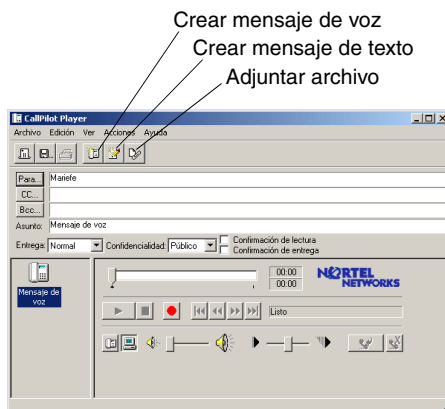 Crear mensaje de voz
Crear mensaje de texto
Adjuntar archivo
CallPilot Player
Archivo Edición Ver Acciones Ayuda
Para... Mariefe
CC...
Bcc...
Asunto: Mensaje de voz
Entrega: Normal Confidencialidad: Público Confirmación de lectura
Confirmación de entrega
Mensaje de voz
00:00
00:00
NORTEL
NETWORKS
Listo